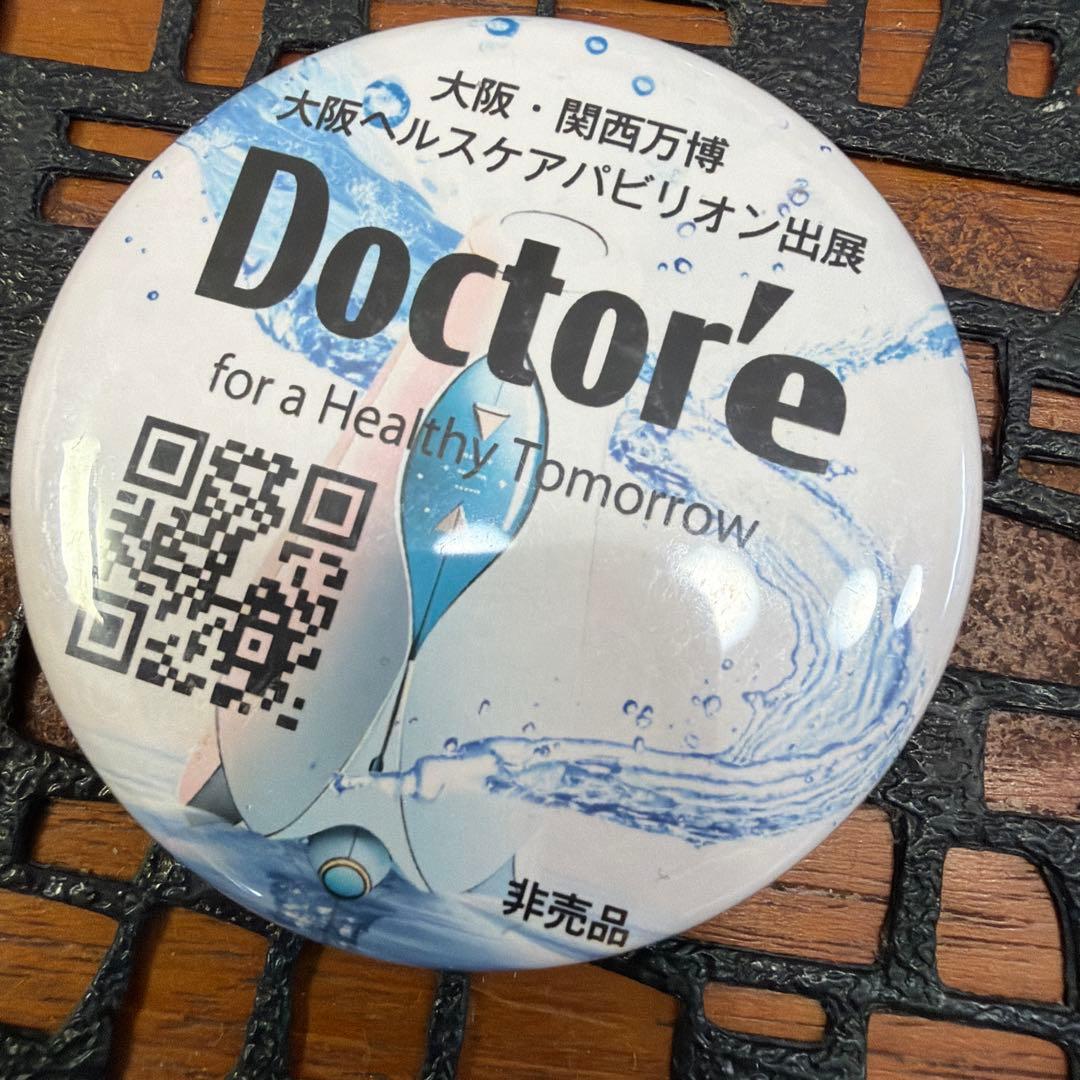 大阪・関西万博
大阪ヘルスケアパビリオン出展
Doctor'e
for a Healthy Tomorrow
非売品